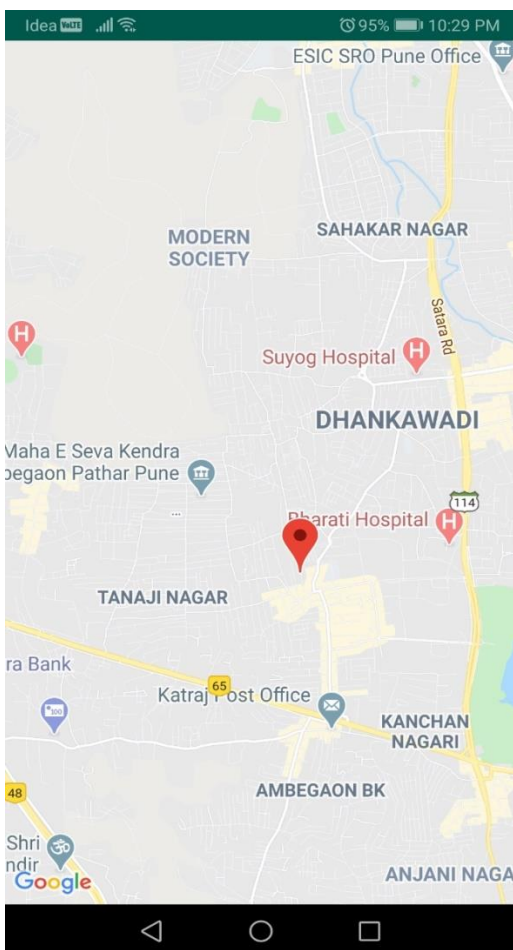 Idea VoLTE 95% 10:29 PM
ESIC SRO Pune Office
SAHAKAR NAGAR
MODERN
SOCIETY
Satara Rd
H
Suyog Hospital H
DHANKAWADI
Maha E Seva Kendra
begaon Pathar Pune
114
Bharati Hospital H
TANAJI NAGAR
ra Bank
65
Katraj Post Office
100
KANCHAN
NAGARI
48
AMBEGAON BK
Shri
ndir
Google
ANJANI NAGA